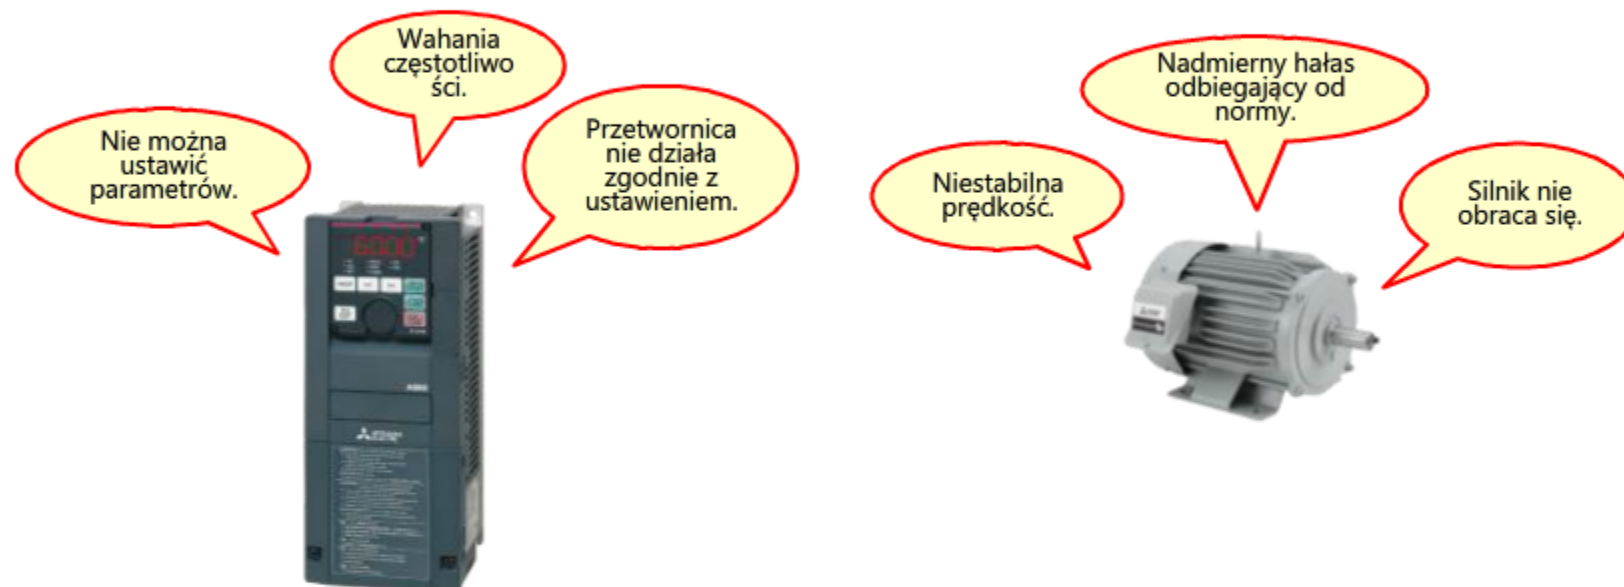 Wahania
częstotliwo
ści.
Nie można
ustawić
parametrów.
Przetwornica
nie działa
zgodnie z
ustawieniem.
Nadmierny hałas
odbiegający od
normy.
Niestabilna
prędkość.
Silnik nie
obraca się.